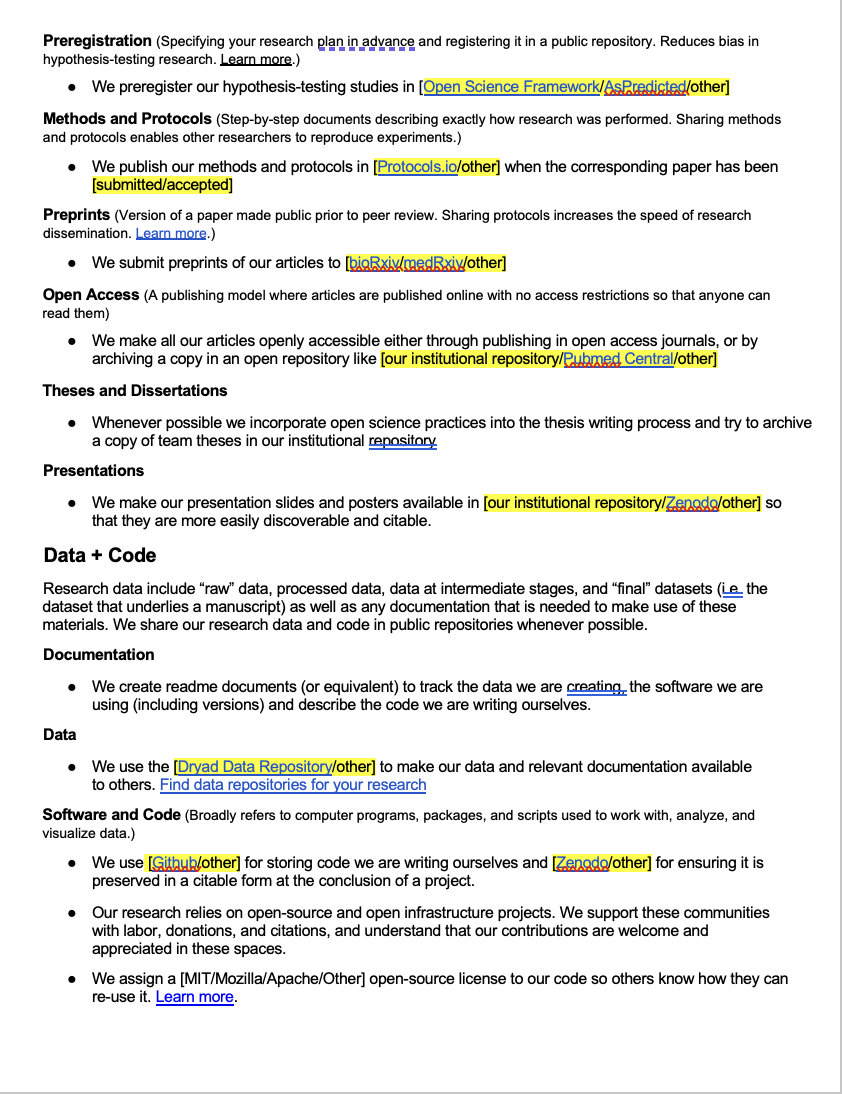 Preregistration (Specifying your research plan in advance and registering it in a public repository. Reduces bias in
hypothesis-testing research. Learn more.)
● We preregister our hypothesis-testing studies in [Open Science Framework/AsPredicted/other]
Methods and Protocols (Step-by-step documents describing exactly how research was performed. Sharing methods
and protocols enables other researchers to reproduce experiments.)
● We publish our methods and protocols in [Protocols.io/other] when the corresponding paper has been
[submitted/accepted]
Preprints (Version of a paper made public prior to peer review. Sharing protocols increases the speed of research
dissemination. Learn more.)
● We submit preprints of our articles to [bioRxiv/medRxiv/other]
Open Access (A publishing model where articles are published online with no access restrictions so that anyone can
read them)
● We make all our articles openly accessible either through publishing in open access journals, or by
archiving a copy in an open repository like [our institutional repository/Pubmed Central/other]
Theses and Dissertations
● Whenever possible we incorporate open science practices into the thesis writing process and try to archive
a copy of team theses in our institutional repository
Presentations
● We make our presentation slides and posters available in [our institutional repository/Zenodo/other] so
that they are more easily discoverable and citable.
Data + Code
Research data include “raw” data, processed data, data at intermediate stages, and “final” datasets (i.e. the
dataset that underlies a manuscript) as well as any documentation that is needed to make use of these
materials. We share our research data and code in public repositories whenever possible.
Documentation
● We create readme documents (or equivalent) to track the data we are creating, the software we are
using (including versions) and describe the code we are writing ourselves.
Data
● We use the [Dryad Data Repository/other] to make our data and relevant documentation available
to others. Find data repositories for your research
Software and Code (Broadly refers to computer programs, packages, and scripts used to work with, analyze, and
visualize data.)
● We use [Github/other] for storing code we are writing ourselves and [Zenodo/other] for ensuring it is
preserved in a citable form at the conclusion of a project.
● Our research relies on open-source and open infrastructure projects. We support these communities
with labor, donations, and citations, and understand that our contributions are welcome and
appreciated in these spaces.
● We assign a [MIT/Mozilla/Apache/Other] open-source license to our code so others know how they can
re-use it. Learn more.